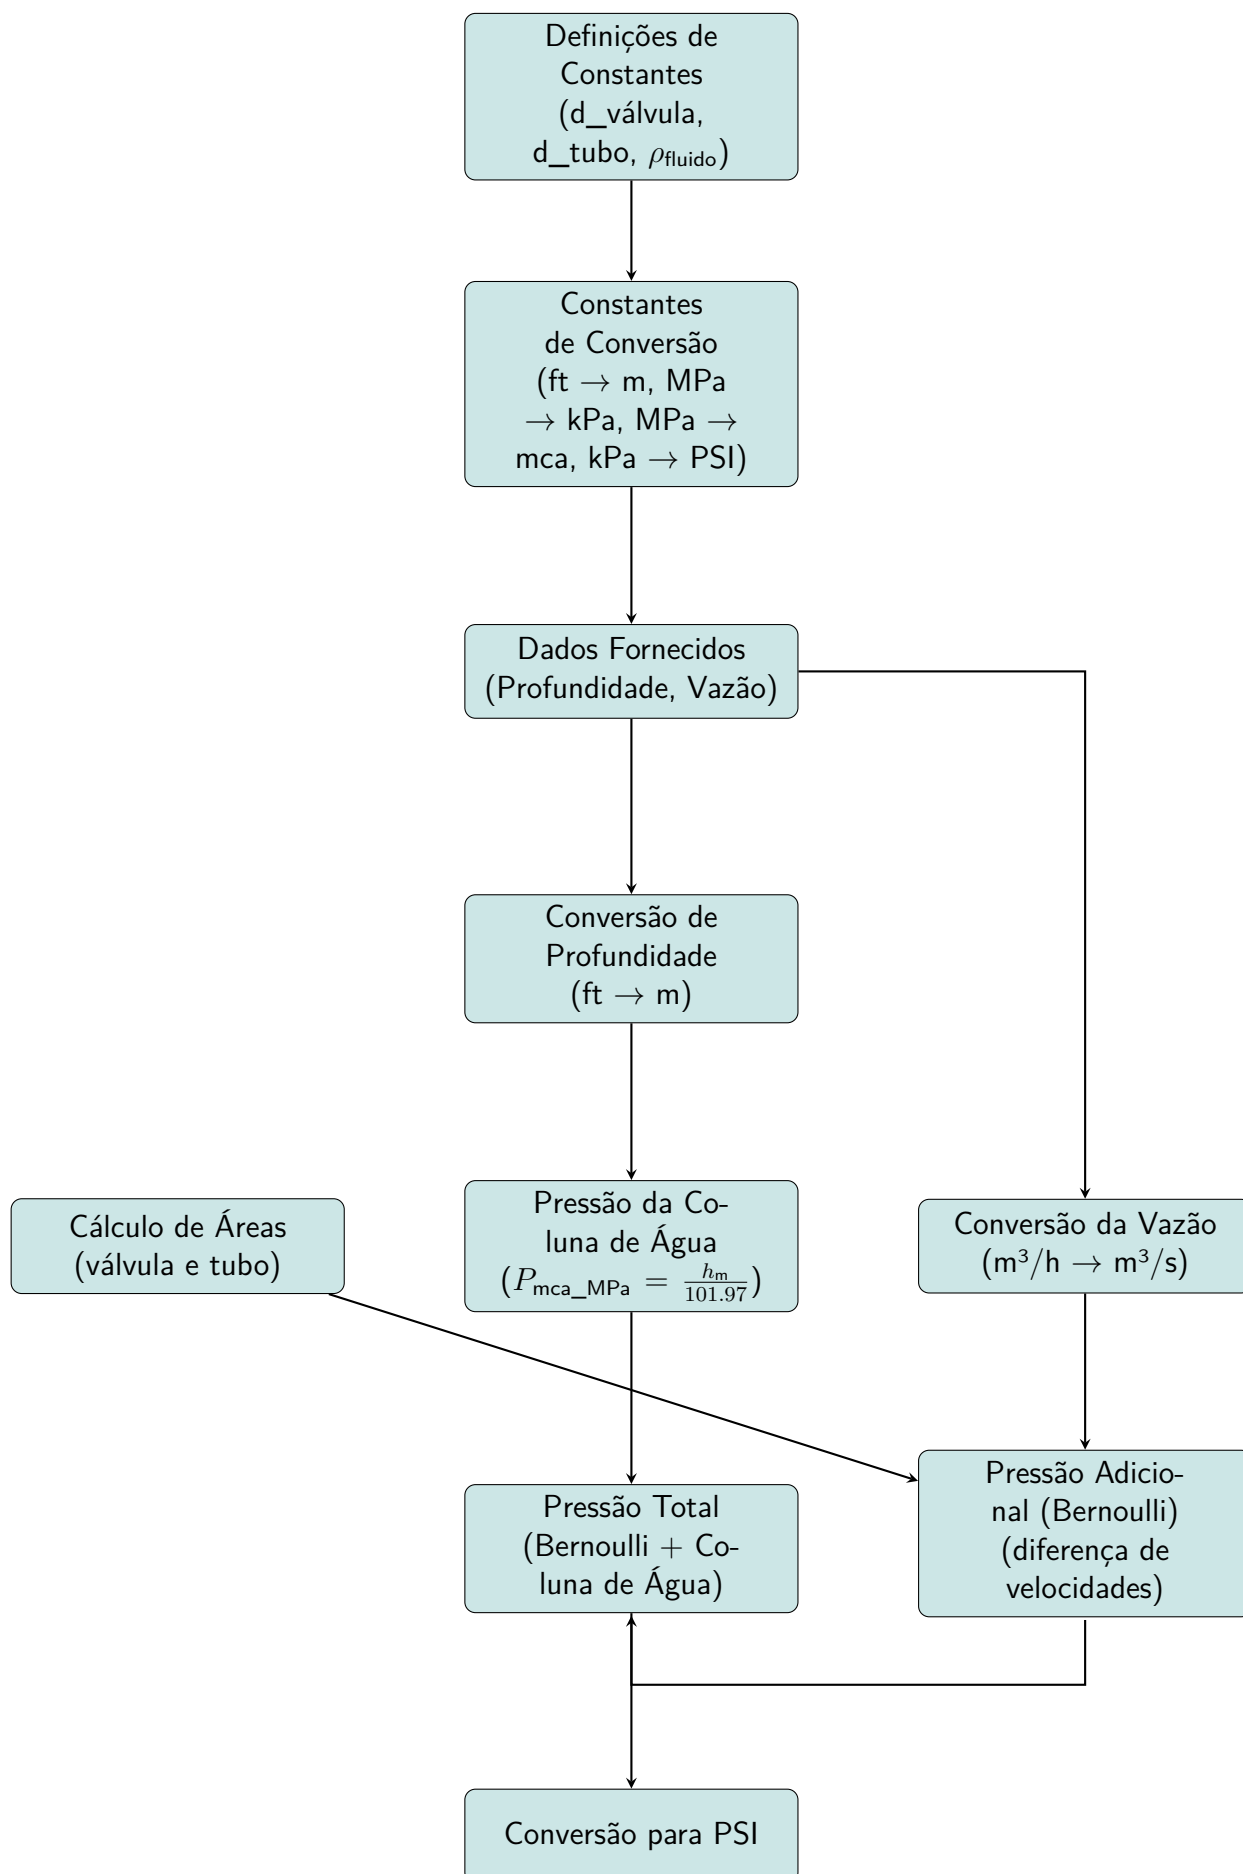 Definições de
Constantes
(d_válvula,
d_tubo, ρ_fluido)
Constantes
de Conversão
(ft → m, MPa
→ kPa, MPa →
mca, kPa → PSI)
Dados Fornecidos
(Profundidade, Vazão)
Conversão de
Profundidade
(ft → m)
Cálculo de Áreas
(válvula e tubo)
Pressão da Co-
luna de Água
(P_mca_MPa = h_m/101.97)
Conversão da Vazão
(m³/h → m³/s)
Pressão Total
(Bernoulli + Co-
luna de Água)
Pressão Adicio-
nal (Bernoulli)
(diferença de
velocidades)
Conversão para PSI